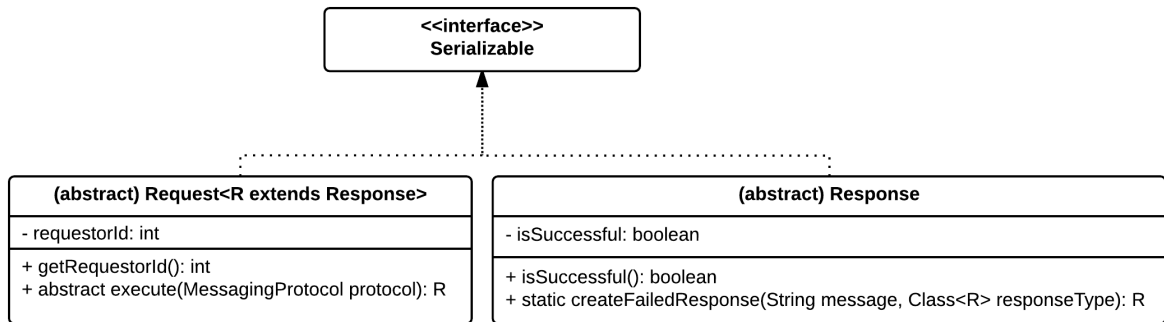 <<interface>>
Serializable
(abstract) Request<R extends Response>
- requestorId: int
+ getRequestorId(): int
+ abstract execute(MessagingProtocol protocol): R
(abstract) Response
- isSuccessful: boolean
+ isSuccessful(): boolean
+ static createFailedResponse(String message, Class<R> responseType): R